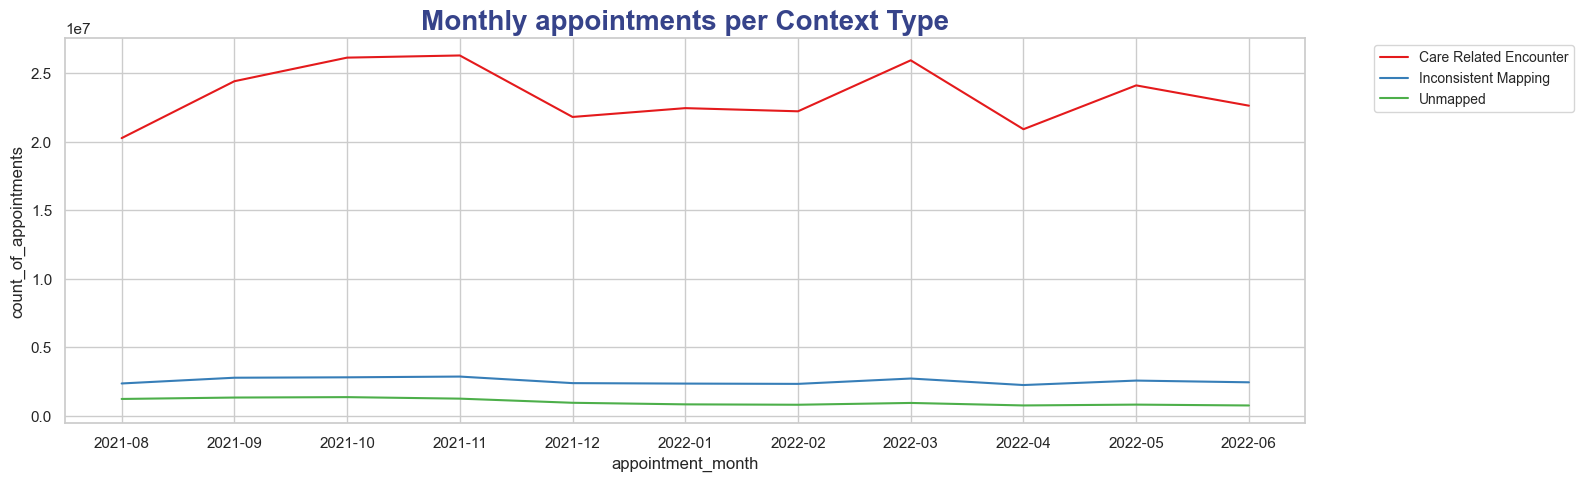 Monthly appointments per Context Type
1e7
2.5
2.0
1.5
1.0
0.5
0.0
count_of_appointments
2021-08 2021-09 2021-10 2021-11 2021-12 2022-01 2022-02 2022-03 2022-04 2022-05 2022-06
appointment_month
Care Related Encounter
Inconsistent Mapping
Unmapped